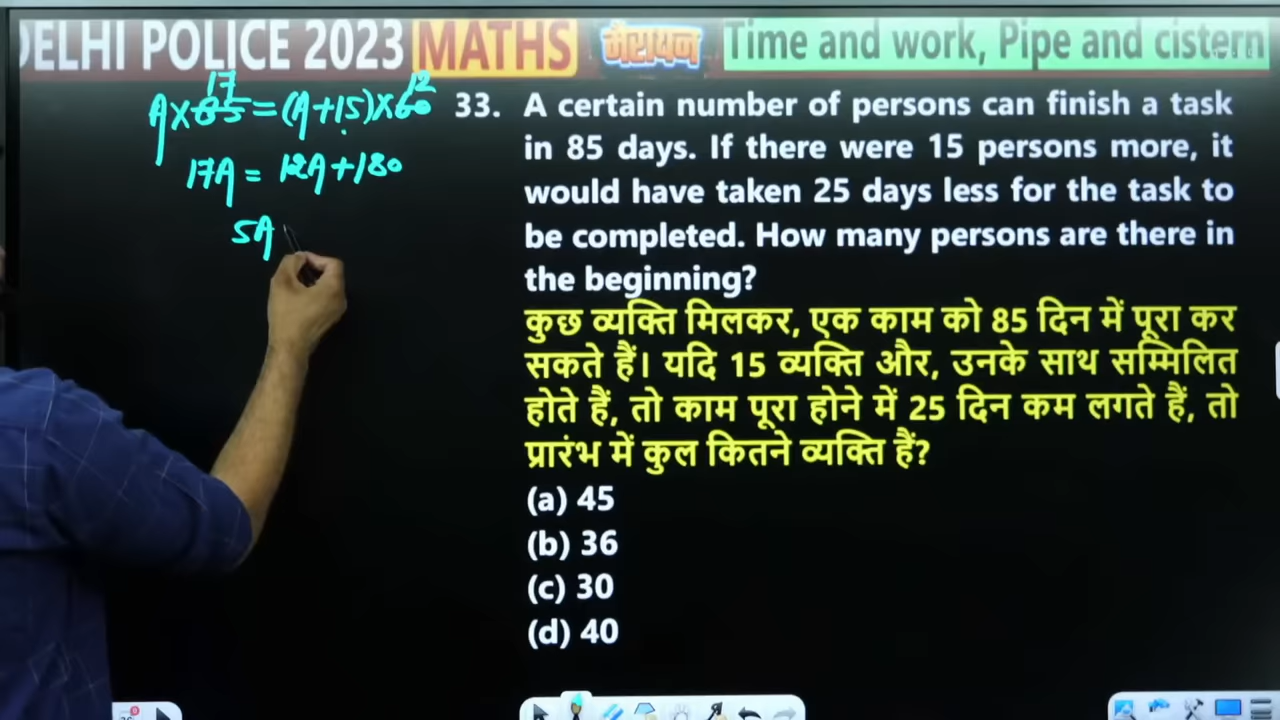 DELHI POLICE 2023 MATHS मैराथन Time and work, Pipe and cistern
A×85=(A+15)×60
17 12
17A = 12A+180
5A
33. A certain number of persons can finish a task
in 85 days. If there were 15 persons more, it
would have taken 25 days less for the task to
be completed. How many persons are there in
the beginning?
कुछ व्यक्ति मिलकर, एक काम को 85 दिन में पूरा कर
सकते हैं। यदि 15 व्यक्ति और, उनके साथ सम्मिलित
होते हैं, तो काम पूरा होने में 25 दिन कम लगते हैं, तो
प्रारंभ में कुल कितने व्यक्ति हैं?
(a) 45
(b) 36
(c) 30
(d) 40